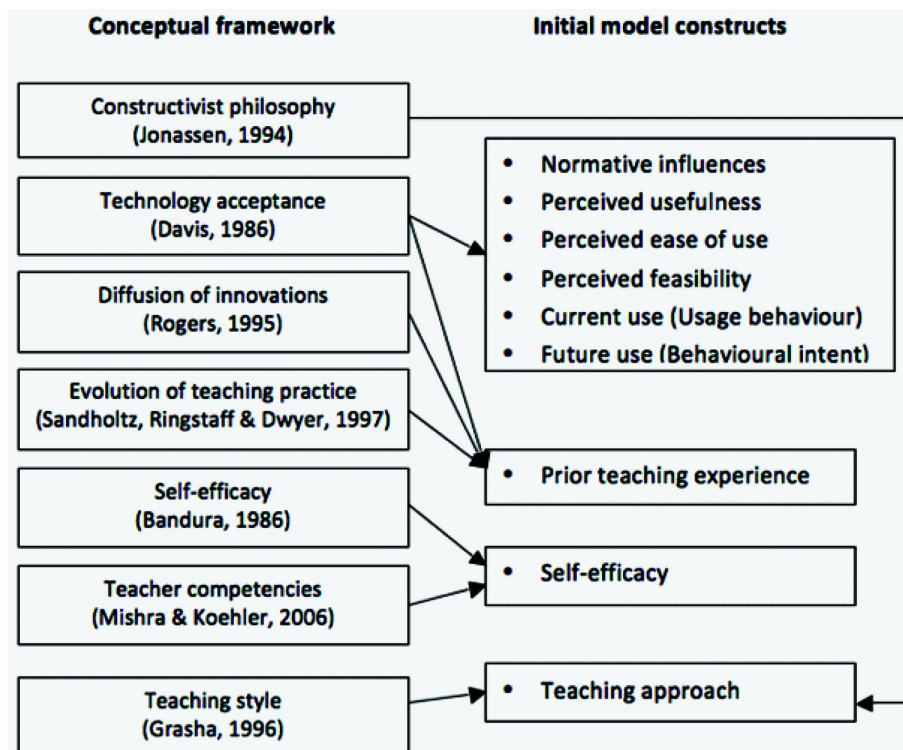 Conceptual framework
Constructivist philosophy
(Jonassen, 1994)
Technology acceptance
(Davis, 1986)
Diffusion of innovations
(Rogers, 1995)
Evolution of teaching practice
(Sandholtz, Ringstaff & Dwyer, 1997)
Self-efficacy
(Bandura, 1986)
Teacher competencies
(Mishra & Koehler, 2006)
Teaching style
(Grasha, 1996)
Initial model constructs
• Normative influences
• Perceived usefulness
• Perceived ease of use
• Perceived feasibility
• Current use (Usage behaviour)
• Future use (Behavioural intent)
• Prior teaching experience
• Self-efficacy
• Teaching approach